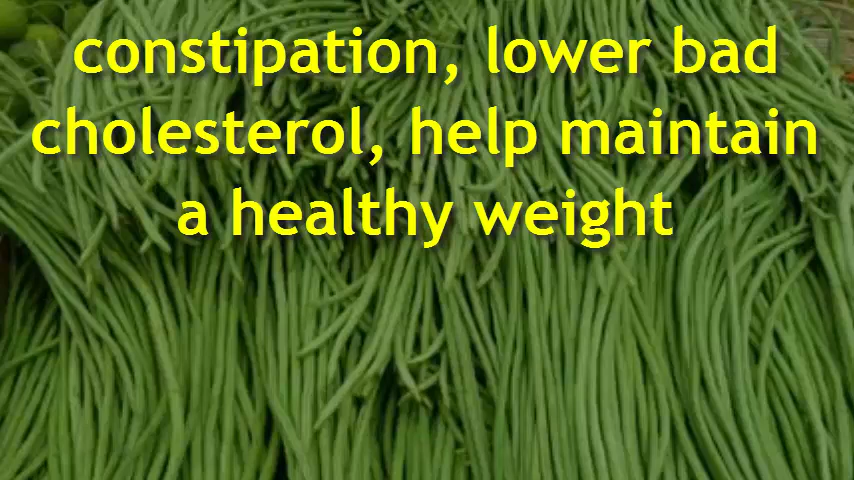 constipation, lower bad
cholesterol, help maintain
a healthy weight